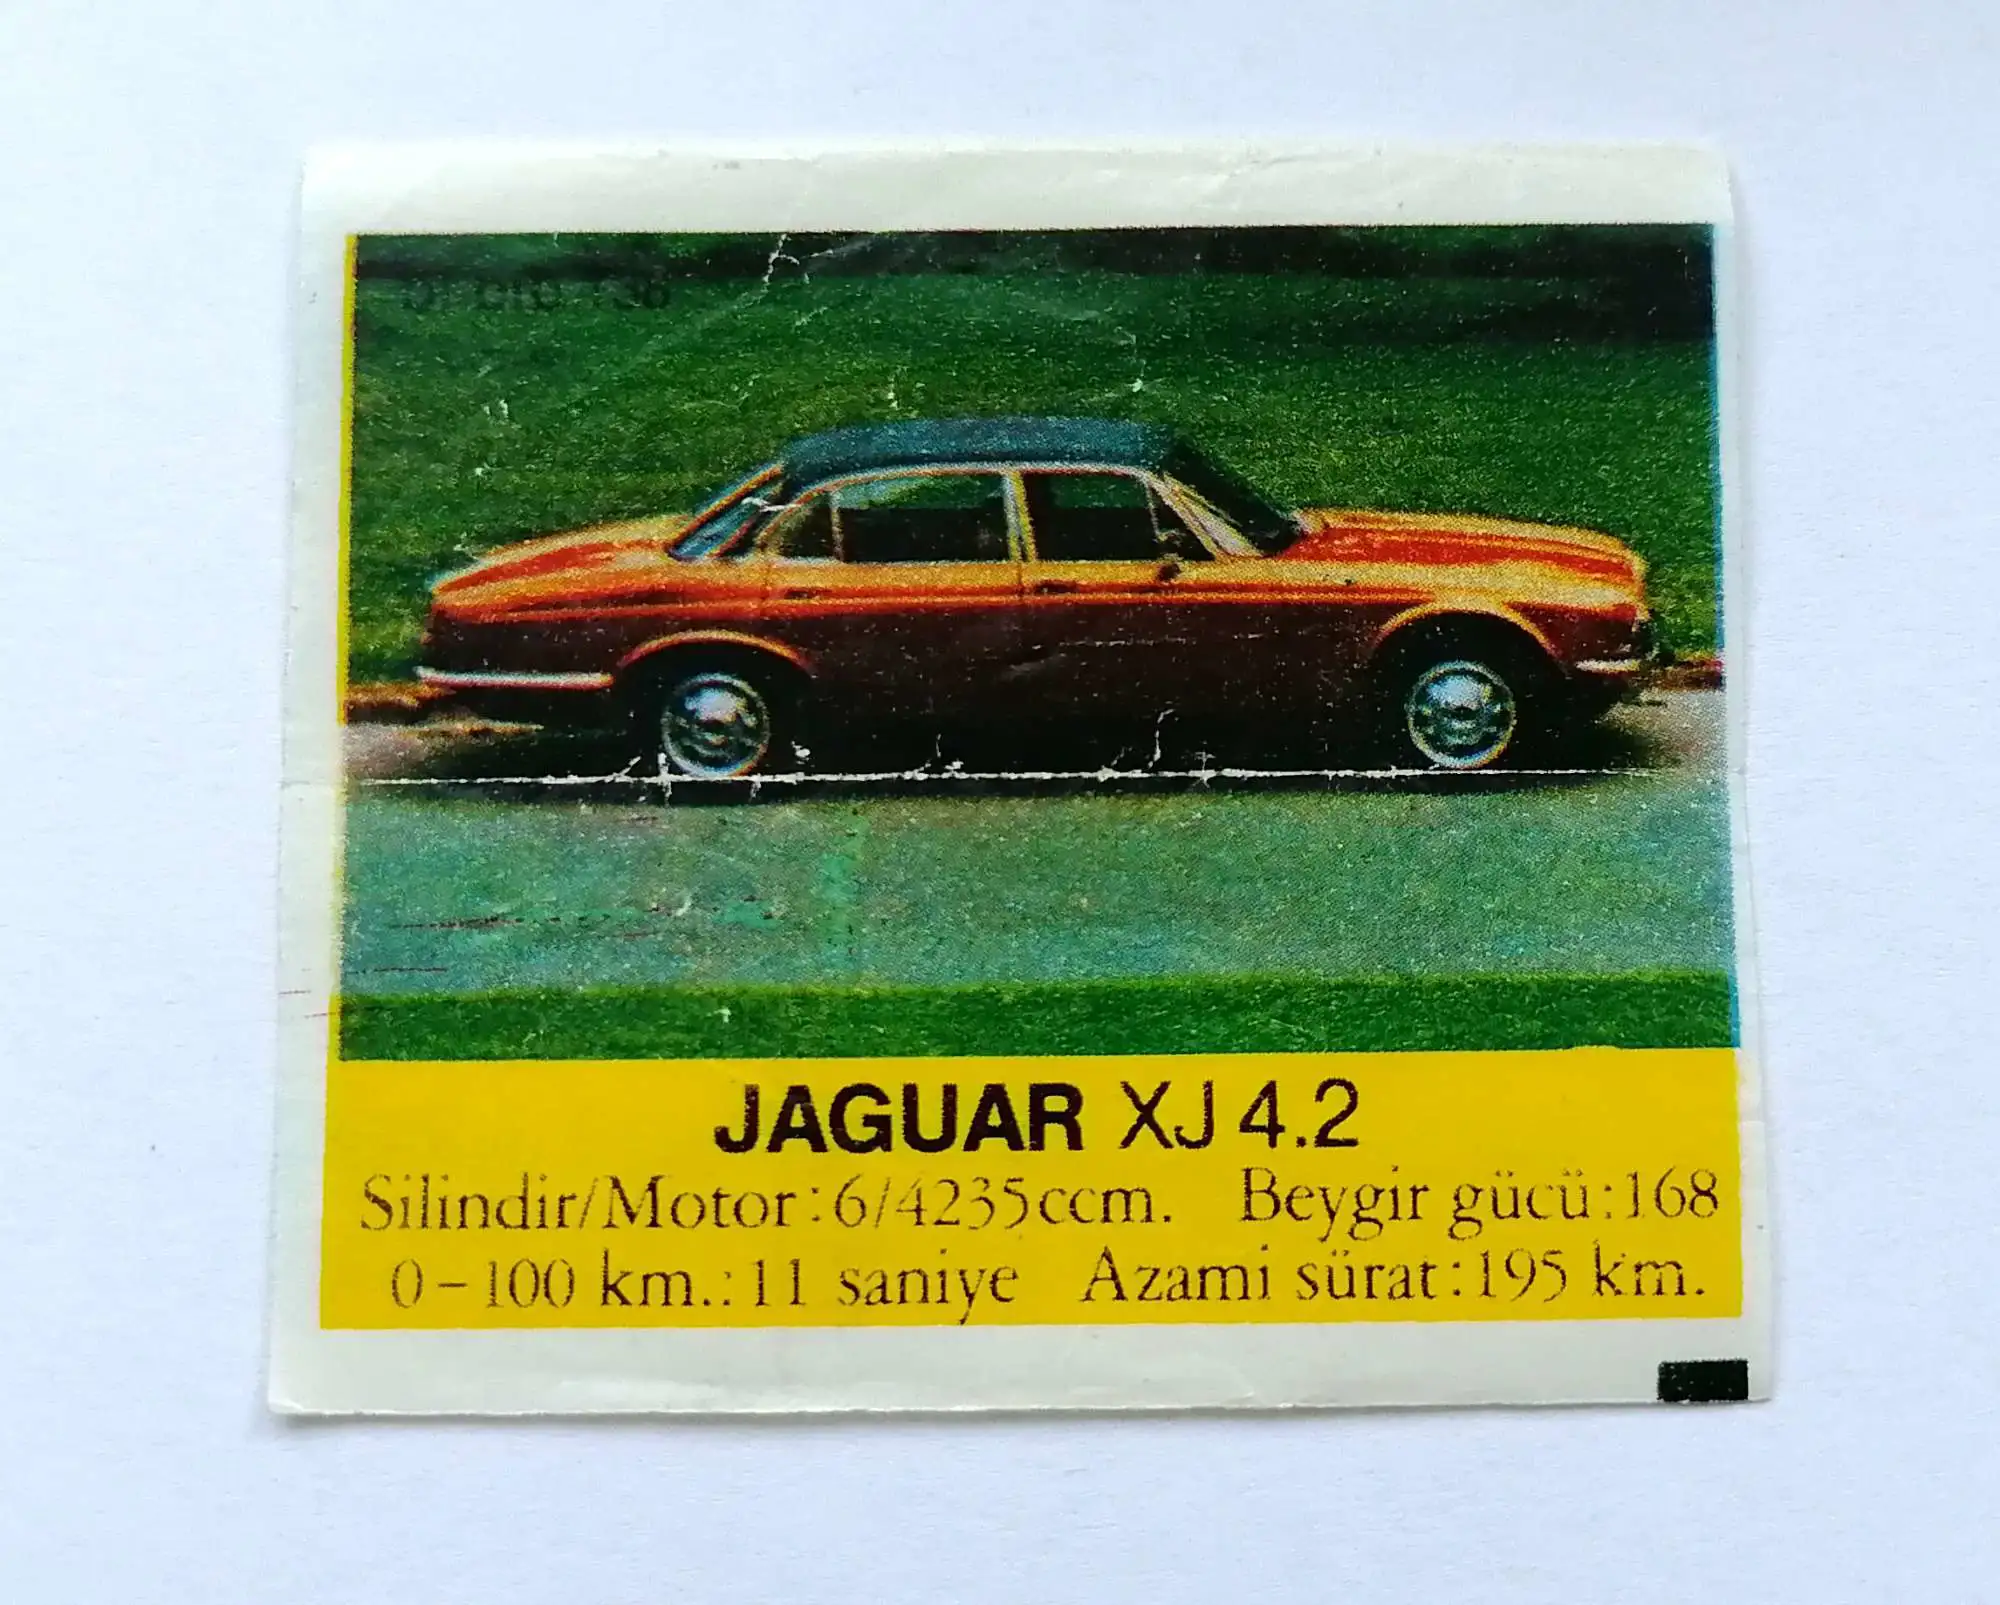 JAGUAR XJ 4.2
Silindir/Motor:6/4235ccm. Beygir gücü:168
0-100 km.:11 saniye Azami sürat:195 km.